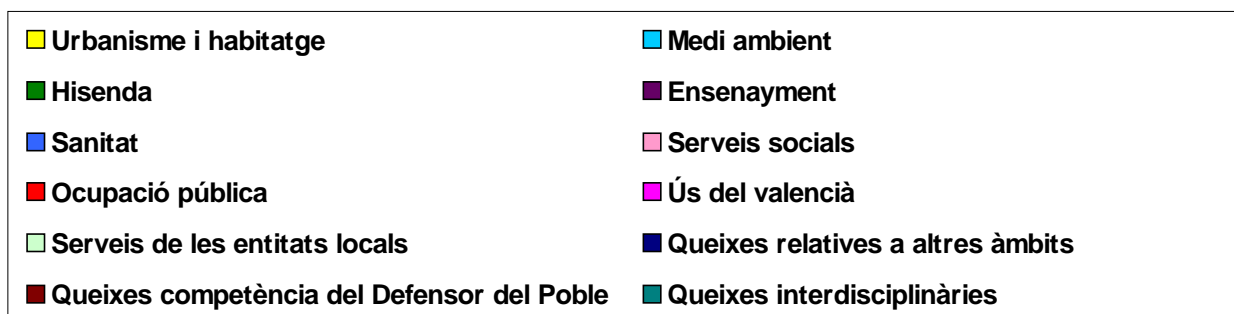 Urbanisme i habitatge
Medi ambient
Hisenda
Ensenayment
Sanitat
Serveis socials
Ocupació pública
Ús del valencià
Serveis de les entitats locals
Queixes relatives a altres àmbits
Queixes competència del Defensor del Poble
Queixes interdisciplinàries